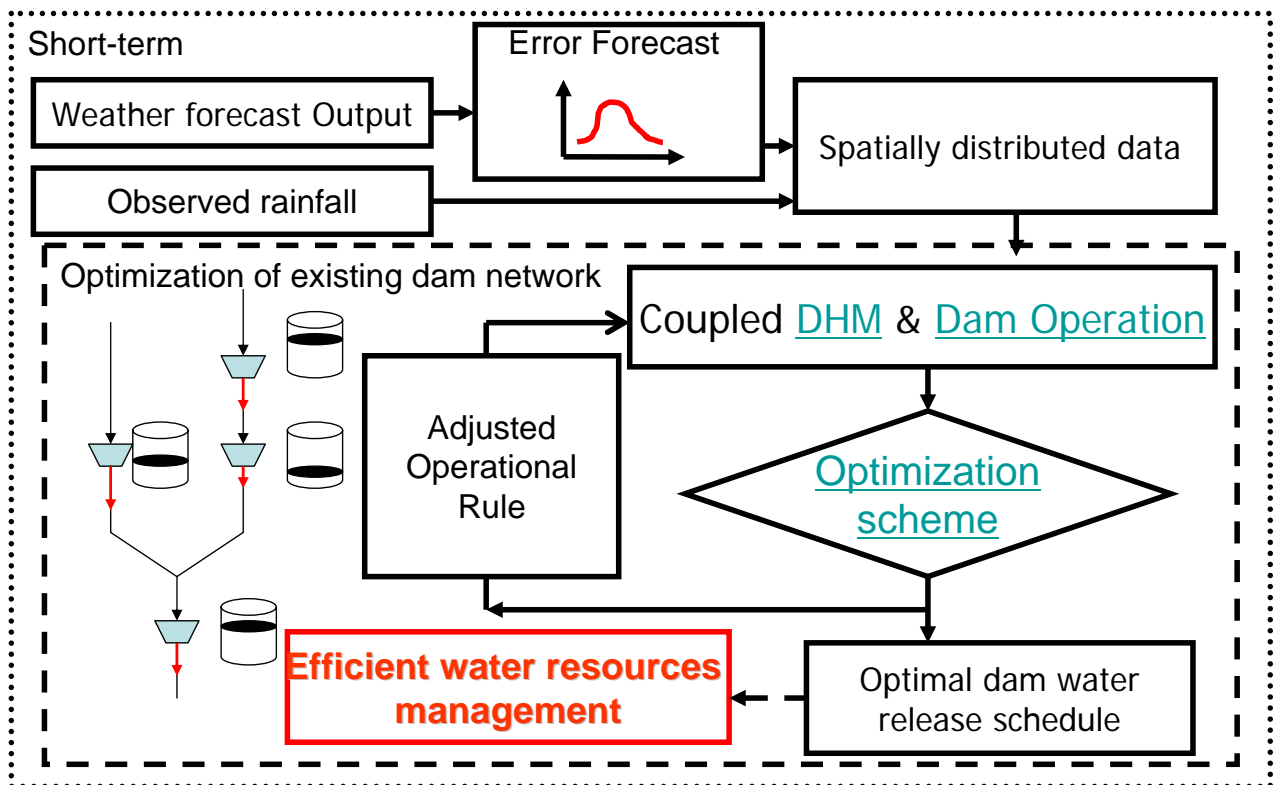 Short-term
Error Forecast
Weather forecast Output
Spatially distributed data
Observed rainfall
Optimization of existing dam network
Coupled DHM & Dam Operation
Adjusted
Operational
Rule
Optimization
scheme
Efficient water resources
management
Optimal dam water
release schedule